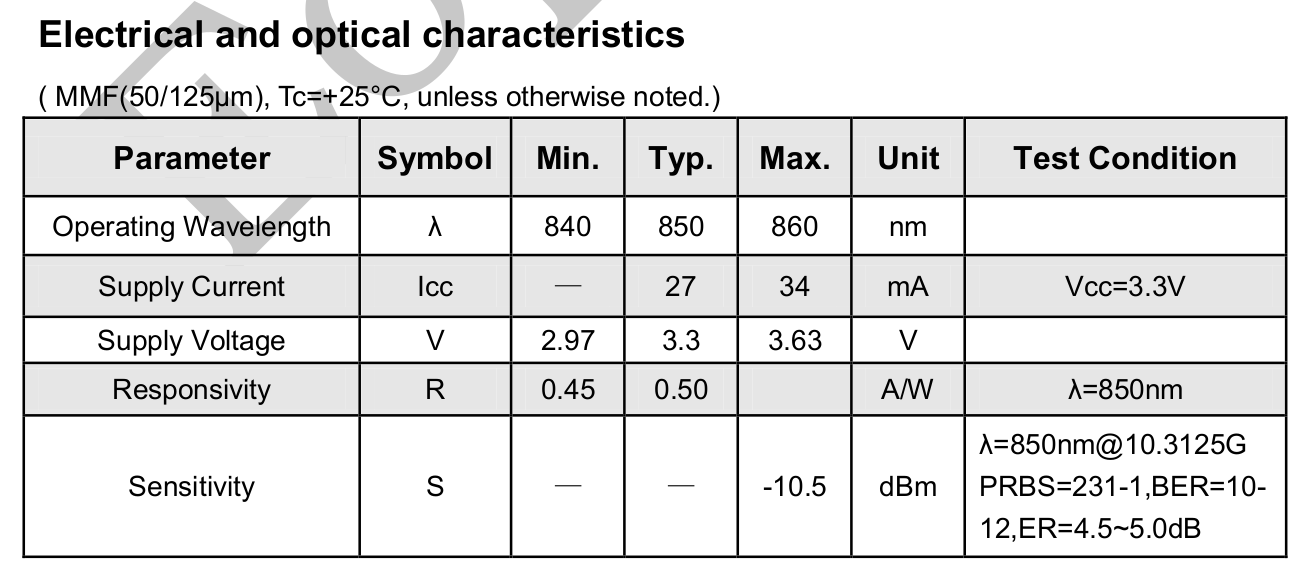 Electrical and optical characteristics
( MMF(50/125μm), Tc=+25°C, unless otherwise noted.)
Parameter Symbol Min. Typ. Max. Unit Test Condition
Operating Wavelength λ 840 850 860 nm
Supply Current Icc — 27 34 mA Vcc=3.3V
Supply Voltage V 2.97 3.3 3.63 V
Responsivity R 0.45 0.50 A/W λ=850nm
Sensitivity S — — -10.5 dBm λ=850nm@10.3125G
PRBS=231-1,BER=10-
12,ER=4.5~5.0dB